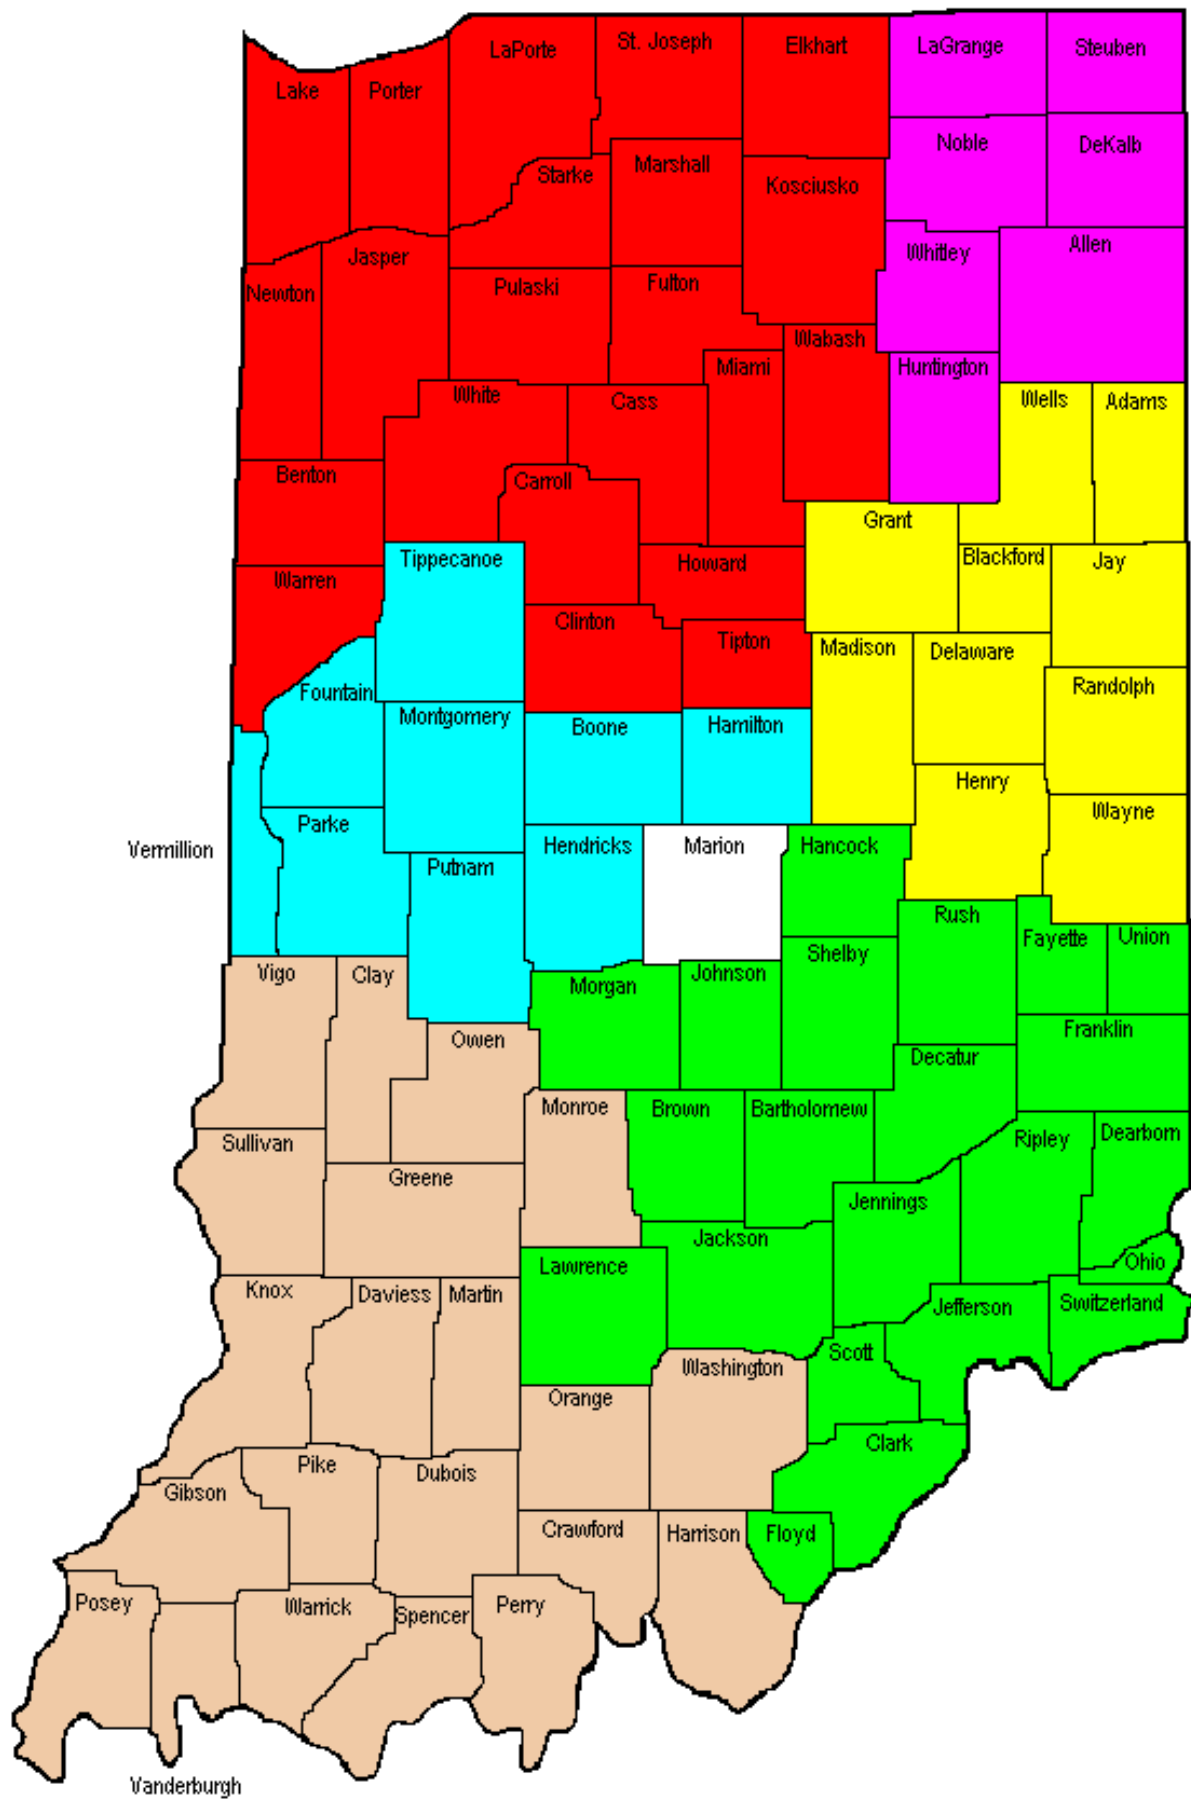 LaPorte
St. Joseph
Elkhart
LaGrange
Steuben
Lake
Porter
Noble
DeKalb
Starke
Marshall
Kosciusko
Jasper
Whitley
Allen
Newton
Pulaski
Fulton
Wabash
White
Cass
Miami
Huntington
Wells
Adams
Benton
Carroll
Grant
Tippecanoe
Howard
Blackford
Jay
Warren
Clinton
Tipton
Madison
Delaware
Fountain
Montgomery
Boone
Hamilton
Randolph
Henry
Vermillion
Parke
Putnam
Hendricks
Marion
Hancock
Wayne
Rush
Fayette
Union
Vigo
Clay
Morgan
Johnson
Shelby
Owen
Decatur
Franklin
Monroe
Brown
Bartholomew
Sullivan
Ripley
Dearborn
Greene
Jennings
Jackson
Lawrence
Ohio
Knox
Daviess
Martin
Jefferson
Switzerland
Washington
Scott
Orange
Clark
Pike
Dubois
Gibson
Crawford
Harrison
Floyd
Posey
Warrick
Spencer
Perry
Vanderburgh